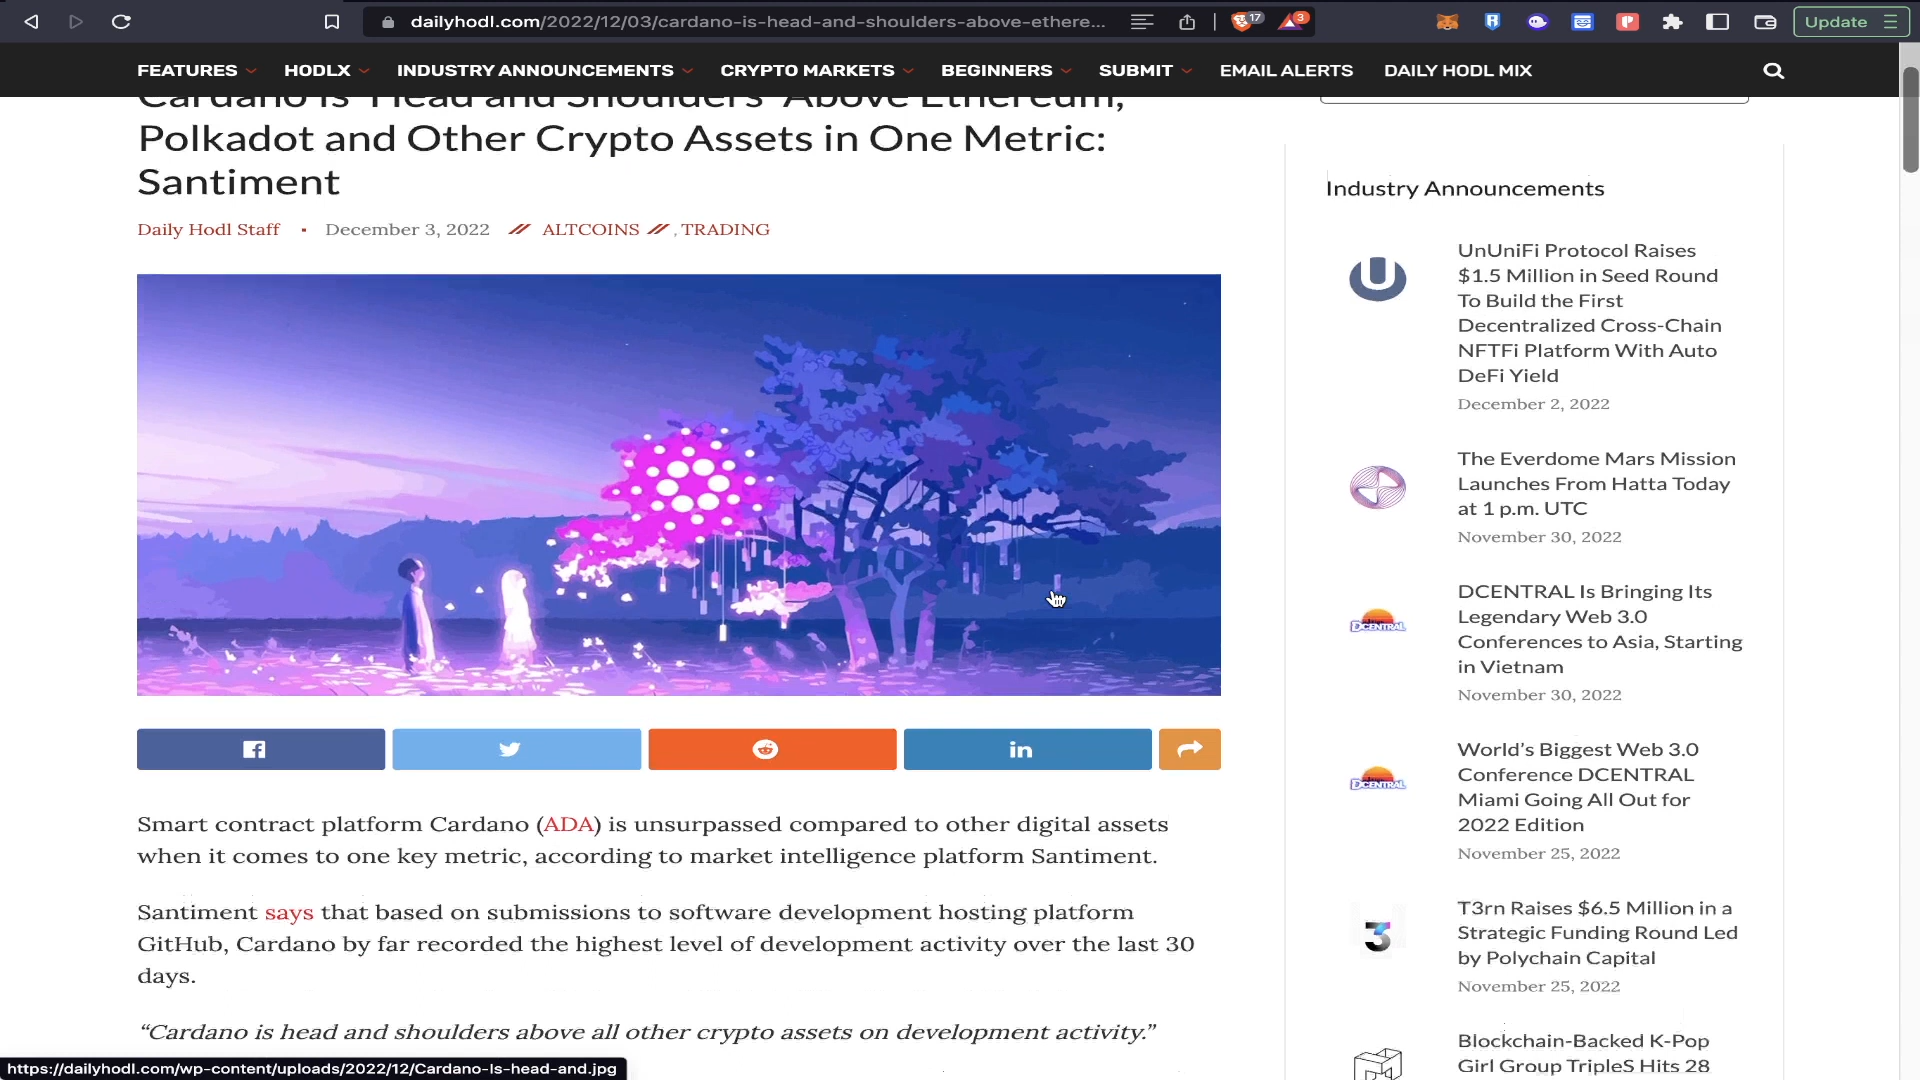 dailyhodl.com/2022/12/03/cardano-is-head-and-shoulders-above-ethere...
17
3
Update
FEATURES
HODLX
INDUSTRY ANNOUNCEMENTS
CRYPTO MARKETS
BEGINNERS
SUBMIT
EMAIL ALERTS
DAILY HODL MIX
Cardano Is 'Head and Shoulders' Above Ethereum,
Polkadot and Other Crypto Assets in One Metric:
Santiment
Daily Hodl Staff • December 3, 2022 // ALTCOINS // , TRADING
Smart contract platform Cardano (ADA) is unsurpassed compared to other digital assets
when it comes to one key metric, according to market intelligence platform Santiment.
Santiment says that based on submissions to software development hosting platform
GitHub, Cardano by far recorded the highest level of development activity over the last 30
days.
“Cardano is head and shoulders above all other crypto assets on development activity.”
https://dailyhodl.com/wp-content/uploads/2022/12/Cardano-Is-head-and.jpg
Industry Announcements
UnUniFi Protocol Raises
$1.5 Million in Seed Round
To Build the First
Decentralized Cross-Chain
NFTFi Platform With Auto
DeFi Yield
December 2, 2022
The Everdome Mars Mission
Launches From Hatta Today
at 1 p.m. UTC
November 30, 2022
DCENTRAL
DCENTRAL Is Bringing Its
Legendary Web 3.0
Conferences to Asia, Starting
in Vietnam
November 30, 2022
DCENTRAL
World’s Biggest Web 3.0
Conference DCENTRAL
Miami Going All Out for
2022 Edition
November 25, 2022
3
T3rn Raises $6.5 Million in a
Strategic Funding Round Led
by Polychain Capital
November 25, 2022
Blockchain-Backed K-Pop
Girl Group TripleS Hits 28